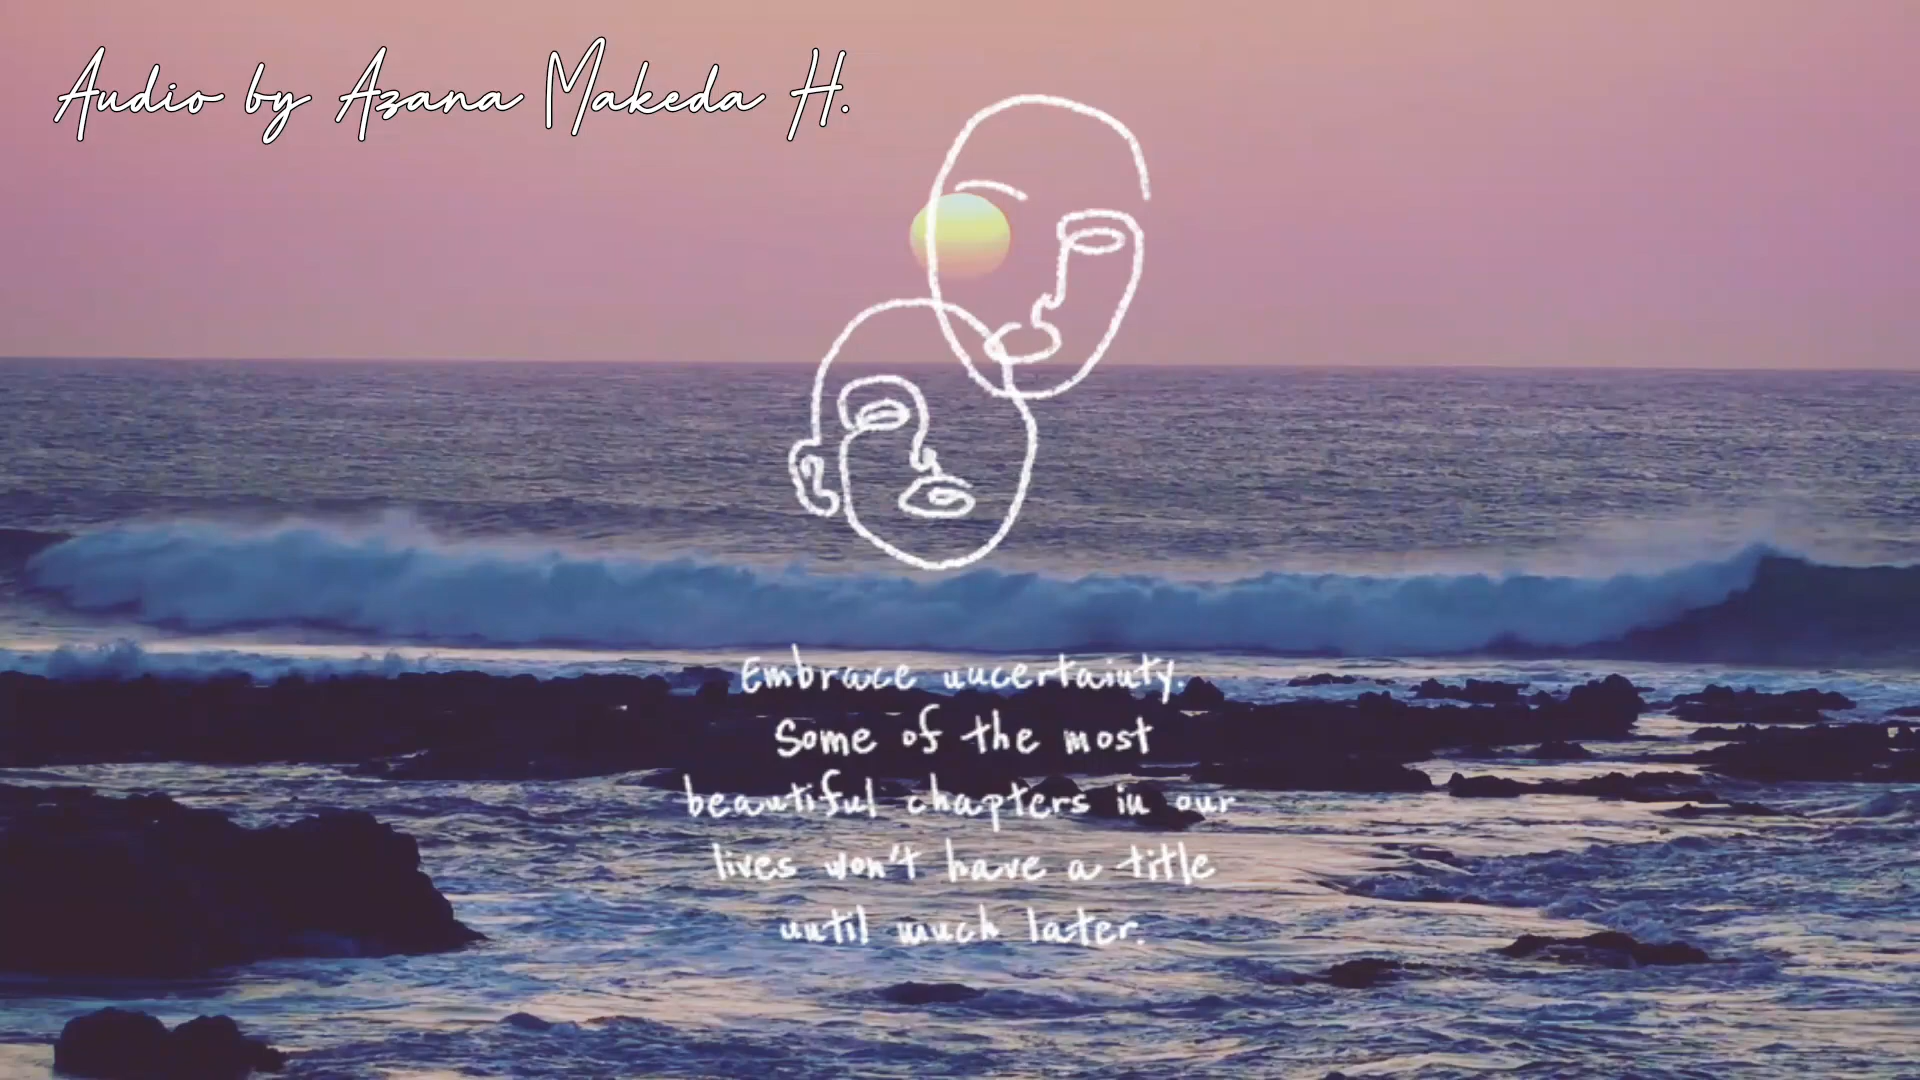 Audio by Azana Makeda H.
Embrace uncertainty.
Some of the most
beautiful chapters in our
lives won't have a title
until much later.